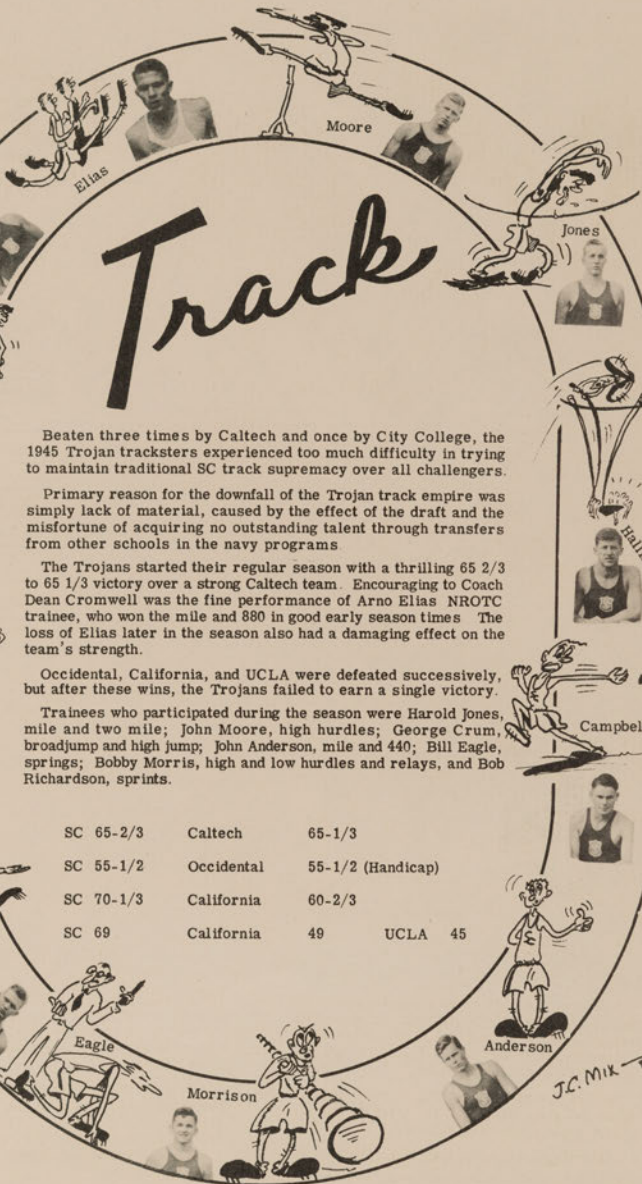 Moore
Elias
Jones
Track
Beaten three times by Caltech and once by City College, the
1945 Trojan tracksters experienced too much difficulty in trying
to maintain traditional SC track supremacy over all challengers.
Primary reason for the downfall of the Trojan track empire was
simply lack of material, caused by the effect of the draft and the
misfortune of acquiring no outstanding talent through transfers
from other schools in the navy programs
The Trojans started their regular season with a thrilling 65 2/3
to 65 1/3 victory over a strong Caltech team. Encouraging to Coach
Dean Cromwell was the fine performance of Arno Elias NROTC
trainee, who won the mile and 880 in good early season times The
loss of Elias later in the season also had a damaging effect on the
team's strength.
Occidental, California, and UCLA were defeated successively,
but after these wins, the Trojans failed to earn a single victory.
Trainees who participated during the season were Harold Jones,
mile and two mile; John Moore, high hurdles; George Crum,
broadjump and high jump; John Anderson, mile and 440; Bill Eagle,
springs; Bobby Morris, high and low hurdles and relays, and Bob
Richardson, sprints.
Campbel
SC 65-2/3 Caltech 65-1/3
SC 55-1/2 Occidental 55-1/2 (Handicap)
SC 70-1/3 California 60-2/3
SC 69 California 49 UCLA 45
Eagle
Morrison
Anderson
J.C. Mix